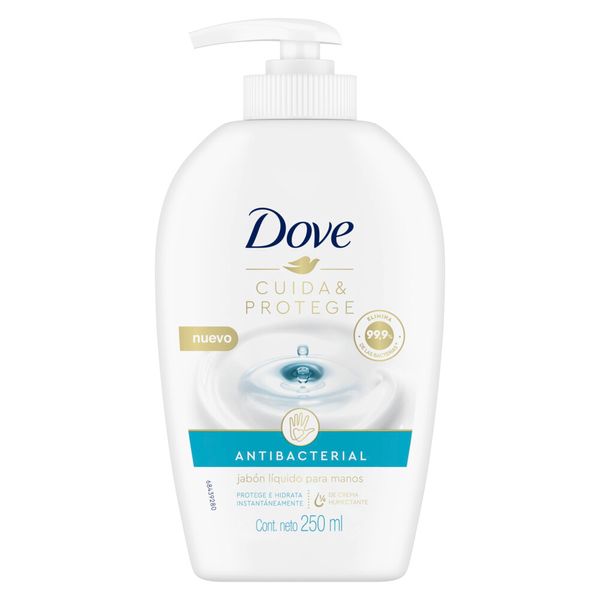 Dove
CUIDA &
PROTEGE
nuevo
ELIMINA
99,9%
DE LAS BACTERIAS*
ANTIBACTERIAL
jabón líquido para manos
PROTEGE E HIDRATA
INSTANTÁNEAMENTE
1/4
DE CREMA
HUMECTANTE
Cont. neto 250 ml
68439280